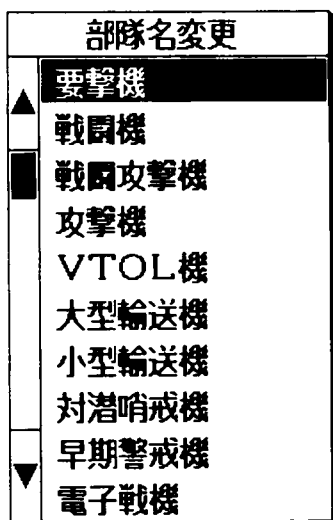 部隊名変更
要撃機
戦闘機
戦闘攻撃機
攻撃機
VTOL機
大型輸送機
小型輸送機
対潜哨戒機
早期警戒機
電子戦機